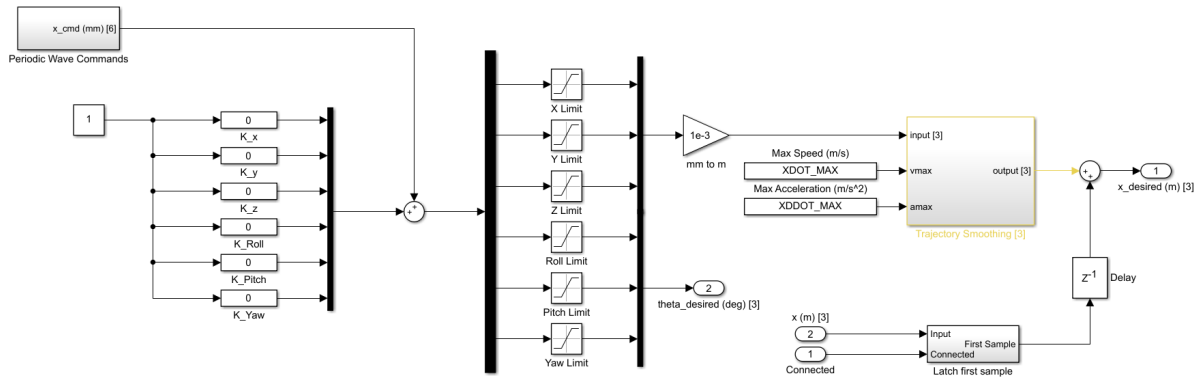 x_cmd (mm) [6]
Periodic Wave Commands
1
0
K_x
0
K_y
0
K_z
0
K_Roll
0
K_Pitch
0
K_Yaw
+
+
X Limit
Y Limit
Z Limit
Roll Limit
Pitch Limit
Yaw Limit
1e-3
mm to m
2
theta_desired (deg) [3]
Max Speed (m/s)
XDOT_MAX
Max Acceleration (m/s^2)
XDDOT_MAX
input [3]
vmax
amax
output [3]
Trajectory Smoothing [3]
+
+
1
x_desired (m) [3]
Z-1
Delay
x (m) [3]
2
1
Connected
Input
Connected
First Sample
Latch first sample